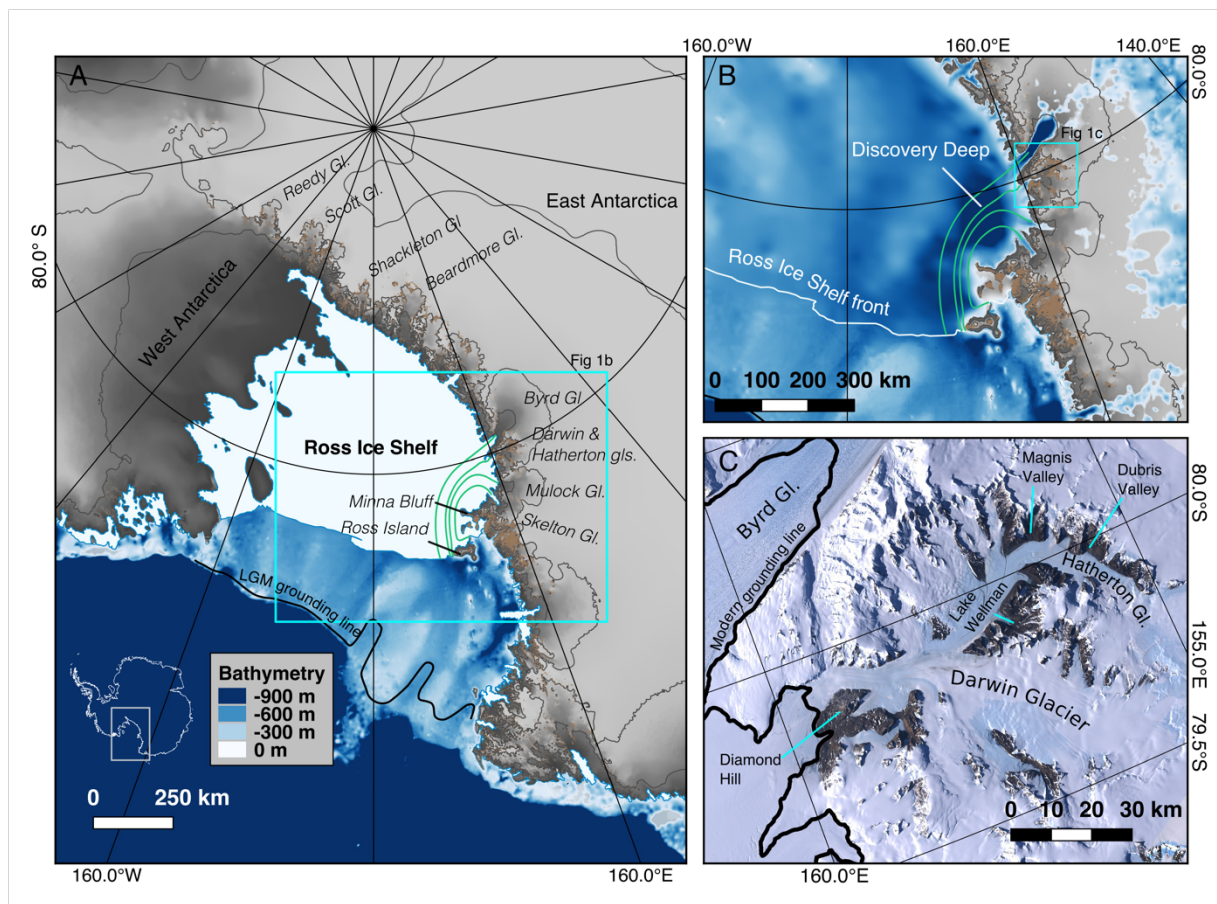 A
Reedy Gl.
Scott Gl.
Shackleton Gl
Beardmore Gl.
East Antarctica
80.0° S
West Antarctica
Fig 1b
Byrd Gl.
Ross Ice Shelf
Darwin &
Hatherton gls.
Minna Bluff
Mulock Gl.
Ross Island
Skelton Gl.
LGM grounding line
Bathymetry
-900 m
-600 m
-300 m
0 m
0 250 km
160.0°W
160.0°E
160.0°W
160.0°E
140.0°E
B
80.0°S
Fig 1c
Discovery Deep
Ross Ice Shelf front
0 100 200 300 km
C
Magnis
Valley
Dubris
Valley
80.0°S
Byrd Gl.
Modern grounding line
Hatherton Gl
Lake
Wellman
155.0°E
Darwin Glacier
79.5°S
Diamond
Hill
0 10 20 30 km
160.0°E